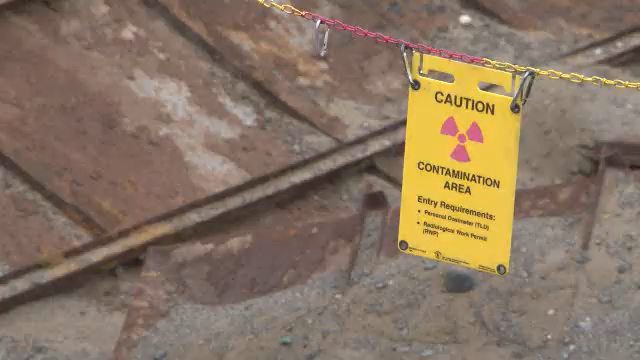 CAUTION
CONTAMINATION
AREA
Entry Requirements:
• Personal Dosimeter (TLD)
• Radiological Work Permit
(RWP)